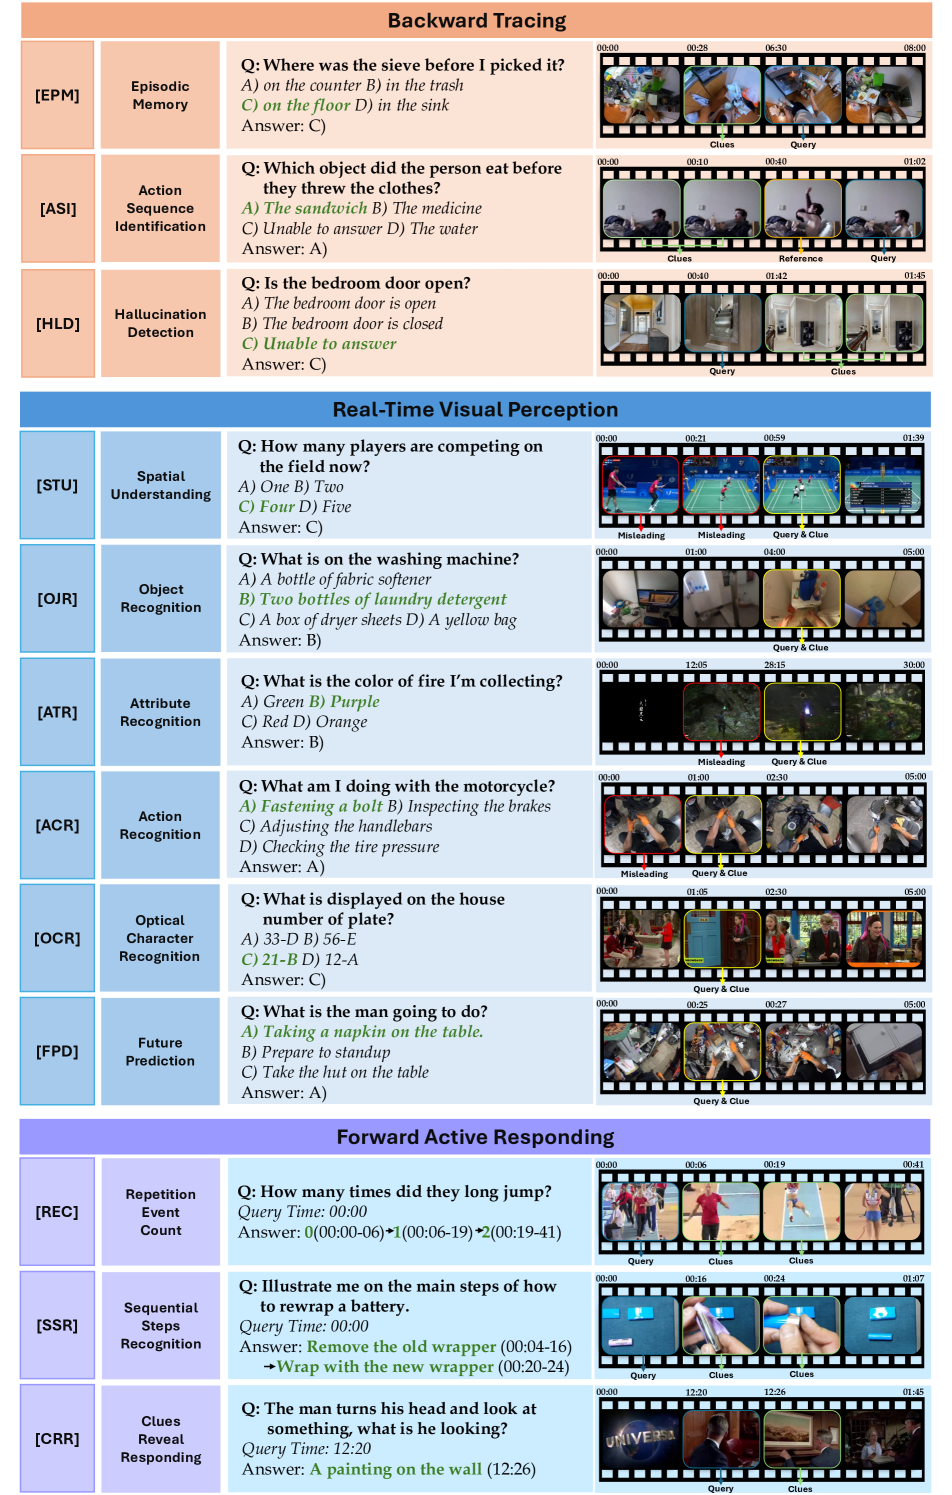 Backward Tracing
[EPM]
Episodic
Memory
Q: Where was the sieve before I picked it?
A) on the counter B) in the trash
C) on the floor D) in the sink
Answer: C)
00:00 00:28 06:30 08:00
Clues Query
[ASI]
Action
Sequence
Identification
Q: Which object did the person eat before
they threw the clothes?
A) The sandwich B) The medicine
C) Unable to answer D) The water
Answer: A)
00:00 00:10 00:40 01:02
Clues Reference Query
[HLD]
Hallucination
Detection
Q: Is the bedroom door open?
A) The bedroom door is open
B) The bedroom door is closed
C) Unable to answer
Answer: C)
00:00 00:40 01:42 01:45
Query Clues
Real-Time Visual Perception
[STU]
Spatial
Understanding
Q: How many players are competing on
the field now?
A) One B) Two
C) Four D) Five
Answer: C)
00:00 00:21 00:59 01:39
Misleading Misleading Query & Clue
[OJR]
Object
Recognition
Q: What is on the washing machine?
A) A bottle of fabric softener
B) Two bottles of laundry detergent
C) A box of dryer sheets D) A yellow bag
Answer: B)
00:00 01:00 04:00 05:00
Query & Clue
[ATR]
Attribute
Recognition
Q: What is the color of fire I'm collecting?
A) Green B) Purple
C) Red D) Orange
Answer: B)
00:00 12:05 28:15 30:00
Misleading Query & Clue
[ACR]
Action
Recognition
Q: What am I doing with the motorcycle?
A) Fastening a bolt B) Inspecting the brakes
C) Adjusting the handlebars
D) Checking the tire pressure
Answer: A)
00:00 01:00 02:30 05:00
Misleading Query & Clue
[OCR]
Optical
Character
Recognition
Q: What is displayed on the house
number of plate?
A) 33-D B) 56-E
C) 21-B D) 12-A
Answer: C)
00:00 01:05 02:30 05:00
Query & Clue
[FPD]
Future
Prediction
Q: What is the man going to do?
A) Taking a napkin on the table.
B) Prepare to standup
C) Take the hut on the table
Answer: A)
00:00 00:25 00:27 05:00
Query & Clue
Forward Active Responding
[REC]
Repetition
Event
Count
Q: How many times did they long jump?
Query Time: 00:00
Answer: 0(00:00-06)→1(00:06-19)→2(00:19-41)
00:00 00:06 00:19 00:41
Query Clues Clues
[SSR]
Sequential
Steps
Recognition
Q: Illustrate me on the main steps of how
to rewrap a battery.
Query Time: 00:00
Answer: Remove the old wrapper (00:04-16)
→Wrap with the new wrapper (00:20-24)
00:00 00:16 00:24 01:07
Query Clues Clues
[CRR]
Clues
Reveal
Responding
Q: The man turns his head and look at
something, what is he looking?
Query Time: 12:20
Answer: A painting on the wall (12:26)
00:00 12:20 12:26 01:45
UNIVERSA
Query Clues